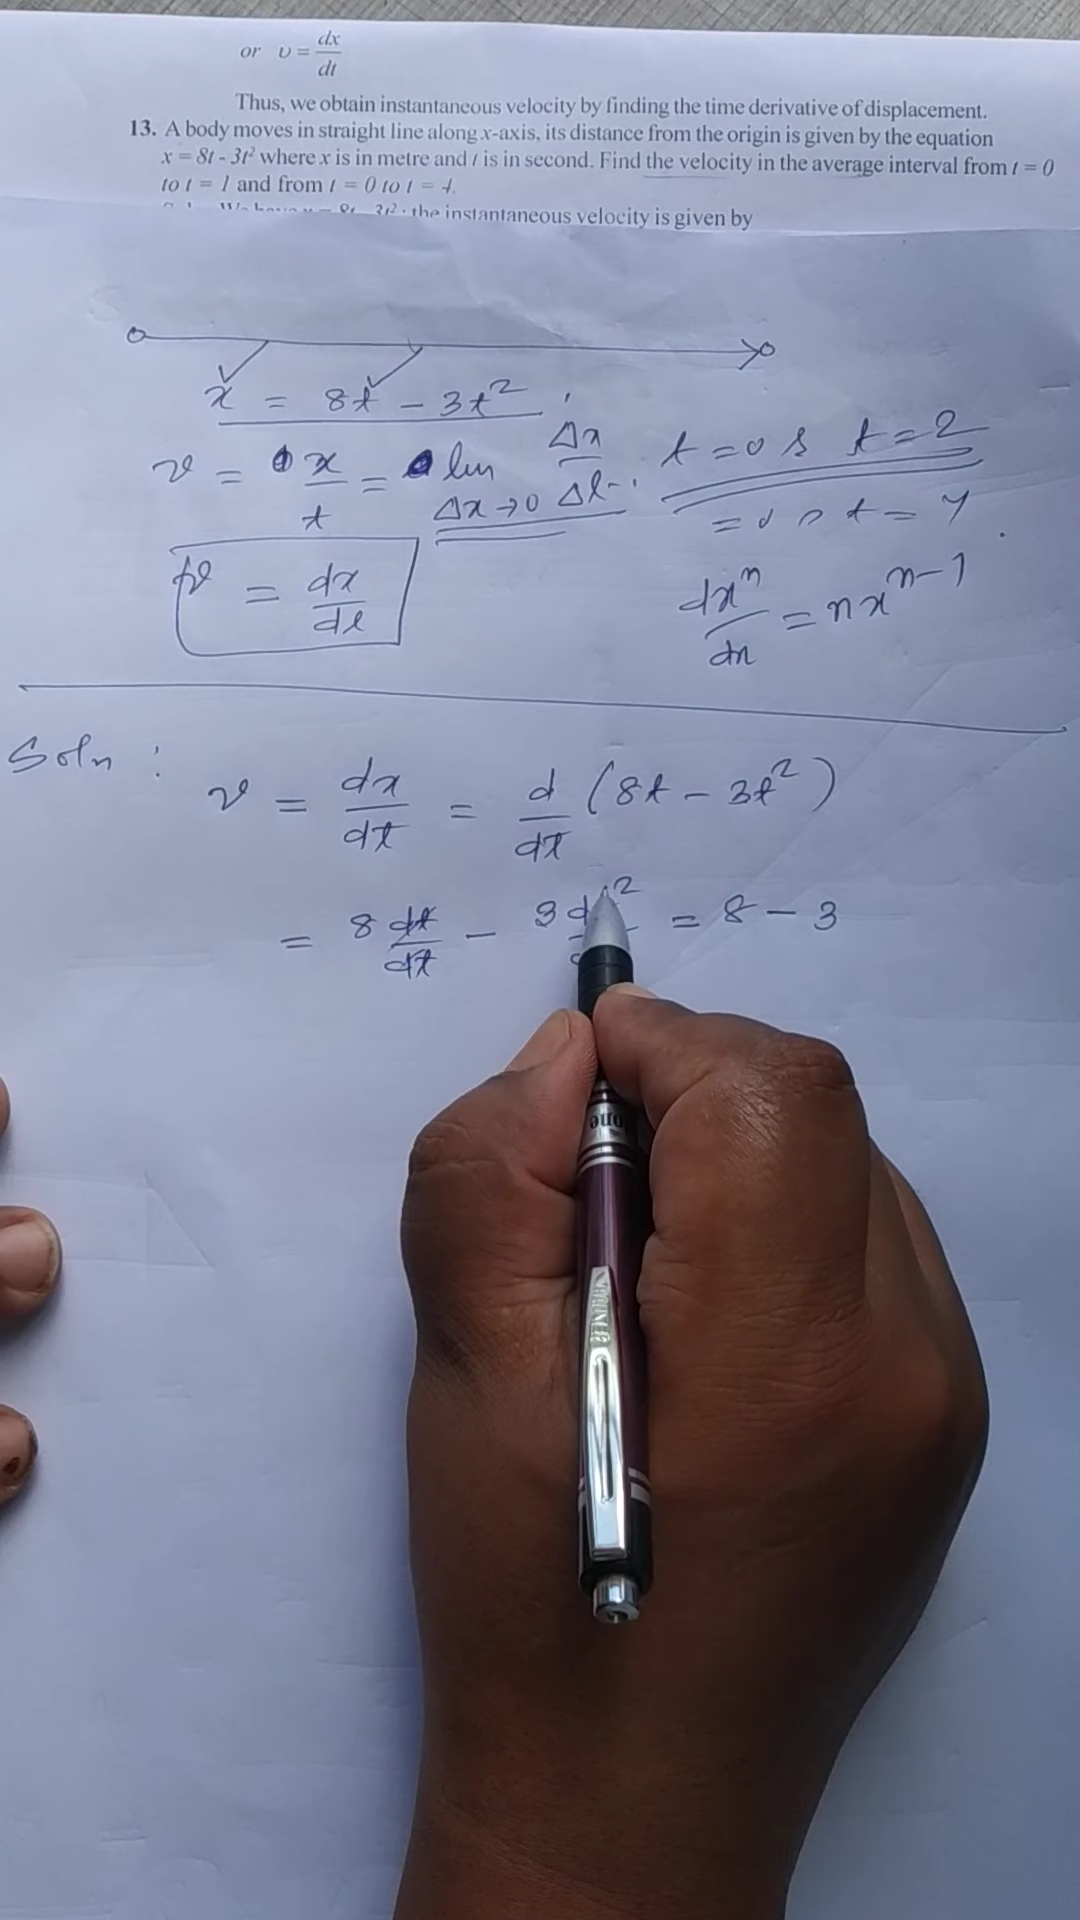 or υ = dx/dt
Thus, we obtain instantaneous velocity by finding the time derivative of displacement.
13. A body moves in straight line along x-axis, its distance from the origin is given by the equation
x = 8t - 3t² where x is in metre and t is in second. Find the velocity in the average interval from t = 0
to t = 1 and from t = 0 to t = 4.
the instantaneous velocity is given by
x = 8t - 3t²
v = x/t = lim Δx→0 Δx/Δt. t=0 & t=2
v = dx/dt
dxⁿ/dx = nxⁿ⁻¹
Soln :
v = dx/dt = d/dt (8t - 3t²)
= 8 dt/dt - 3 d ² = 8 - 3